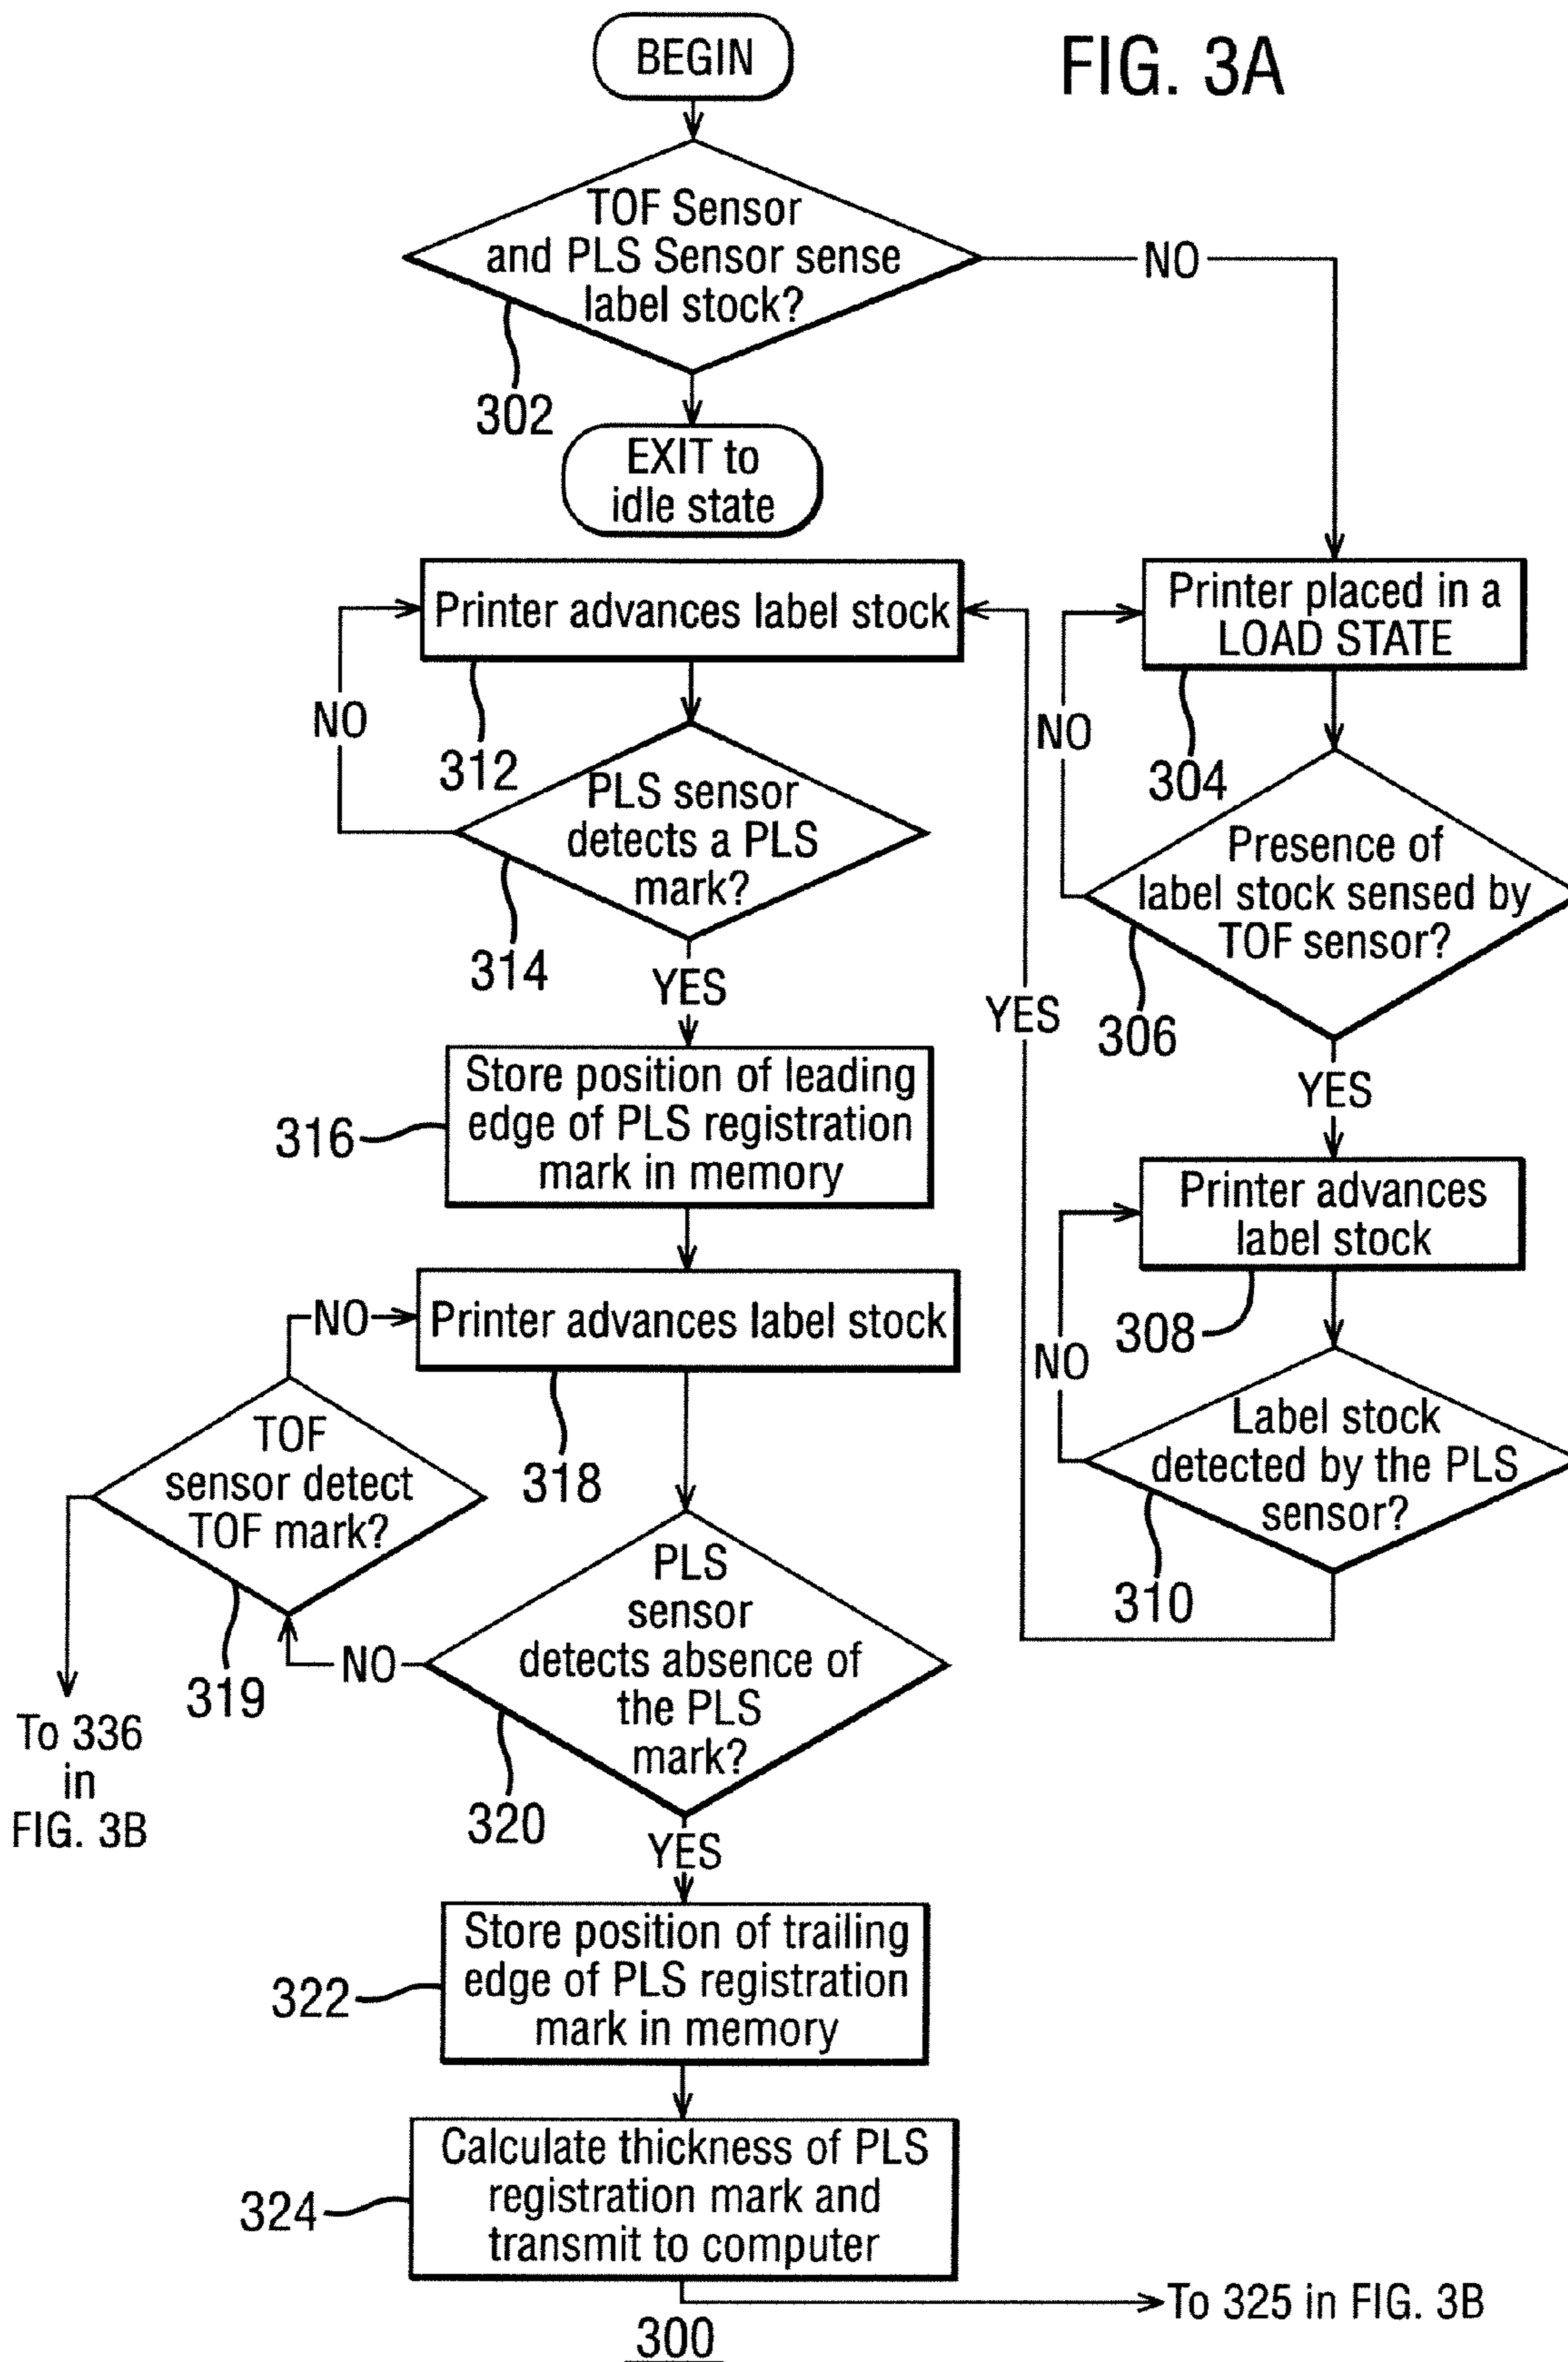 FIG. 3A
BEGIN
TOF Sensor
and PLS Sensor sense
label stock?
NO
302
EXIT to
idle state
Printer placed in a
LOAD STATE
304
NO
Presence of
label stock sensed by
TOF sensor?
306
YES
Printer advances
label stock
308
NO
Label stock
detected by the PLS
sensor?
310
YES
Printer advances label stock
312
NO
PLS sensor
detects a PLS
mark?
314
YES
Store position of leading
edge of PLS registration
mark in memory
316
Printer advances label stock
318
NO
TOF
sensor detect
TOF mark?
319
To 336
in
FIG. 3B
NO
PLS
sensor
detects absence of
the PLS
mark?
320
YES
Store position of trailing
edge of PLS registration
mark in memory
322
Calculate thickness of PLS
registration mark and
transmit to computer
324
To 325 in FIG. 3B
300